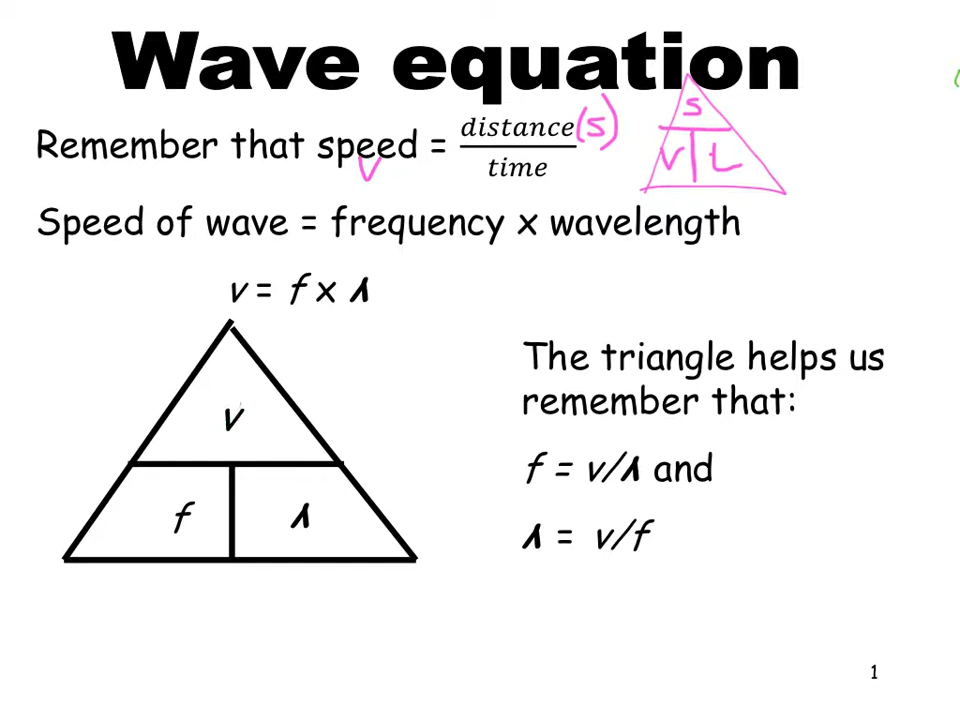 Wave equation
Remember that speed = distance (s)
time
v
s
v t
Speed of wave = frequency x wavelength
v = f x λ
v
f λ
The triangle helps us
remember that:
f = v/λ and
λ = v/f
1